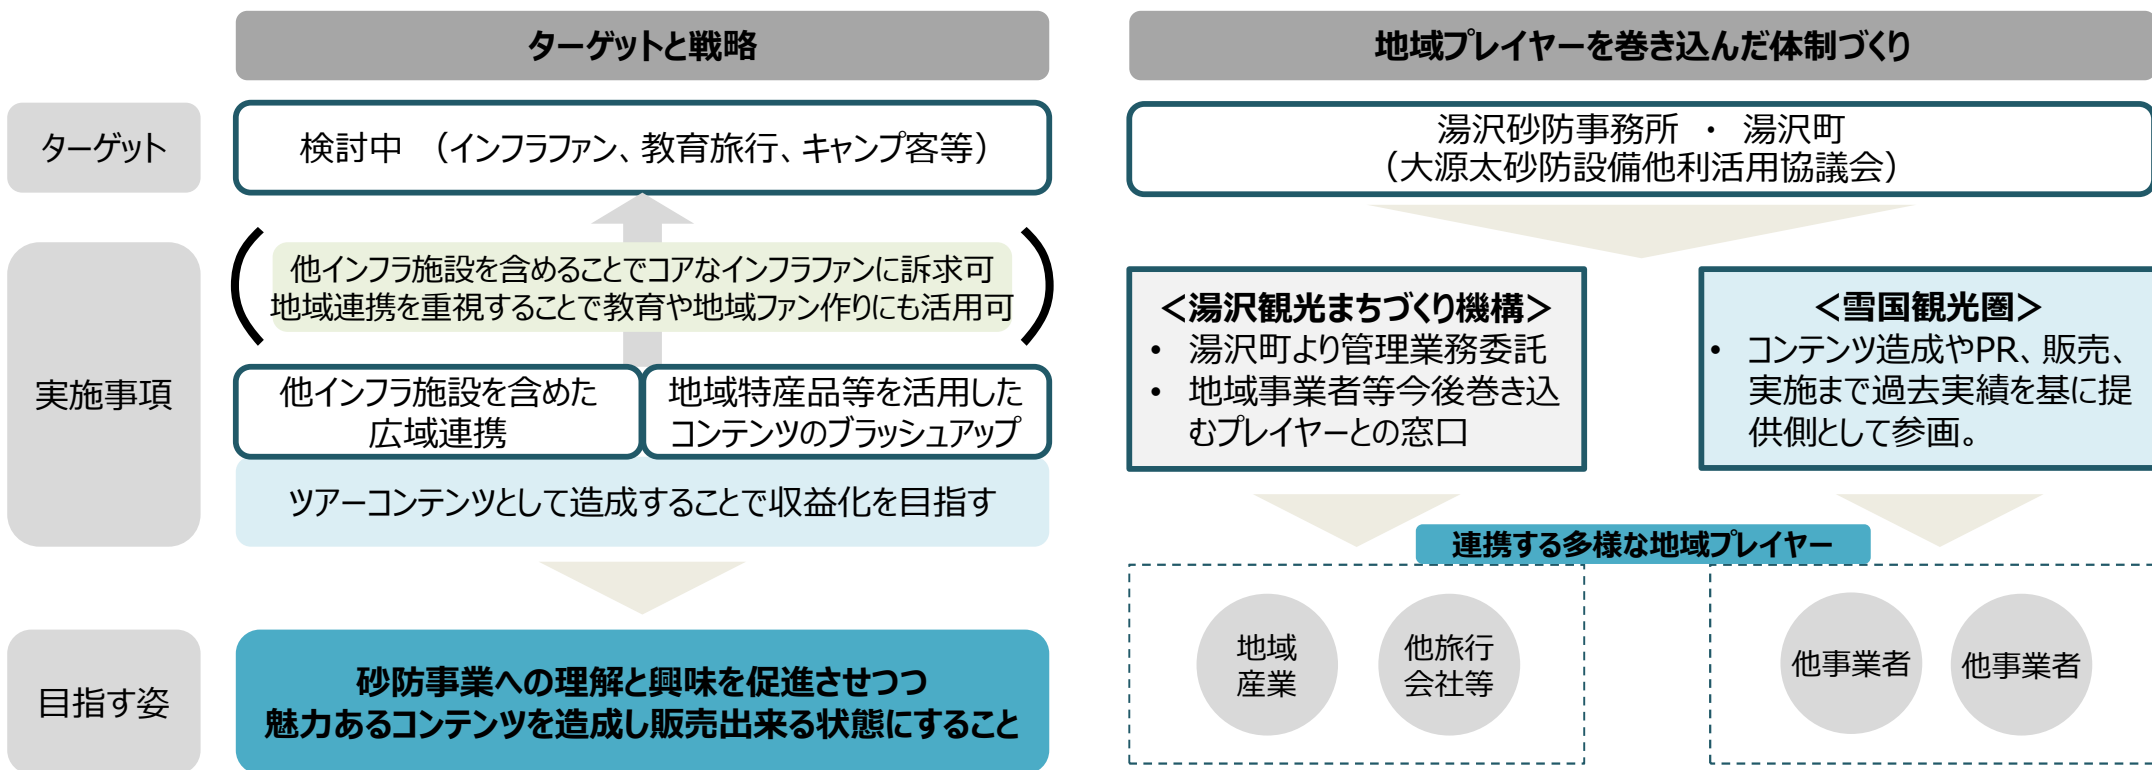 ターゲットと戦略
ターゲット
検討中 （インフラファン、教育旅行、キャンプ客等）
実施事項
他インフラ施設を含めることでコアなインフラファンに訴求可
地域連携を重視することで教育や地域ファン作りにも活用可
他インフラ施設を含めた
広域連携
地域特産品等を活用した
コンテンツのブラッシュアップ
ツアーコンテンツとして造成することで収益化を目指す
目指す姿
砂防事業への理解と興味を促進させつつ
魅力あるコンテンツを造成し販売出来る状態にすること
地域プレイヤーを巻き込んだ体制づくり
湯沢砂防事務所 ・ 湯沢町
（大源太砂防設備他利活用協議会）
＜湯沢観光まちづくり機構＞
• 湯沢町より管理業務委託
• 地域事業者等今後巻き込
むプレイヤーとの窓口
＜雪国観光圏＞
• コンテンツ造成やPR、販売、
実施まで過去実績を基に提
供側として参画。
連携する多様な地域プレイヤー
地域
産業
他旅行
会社等
他事業者
他事業者